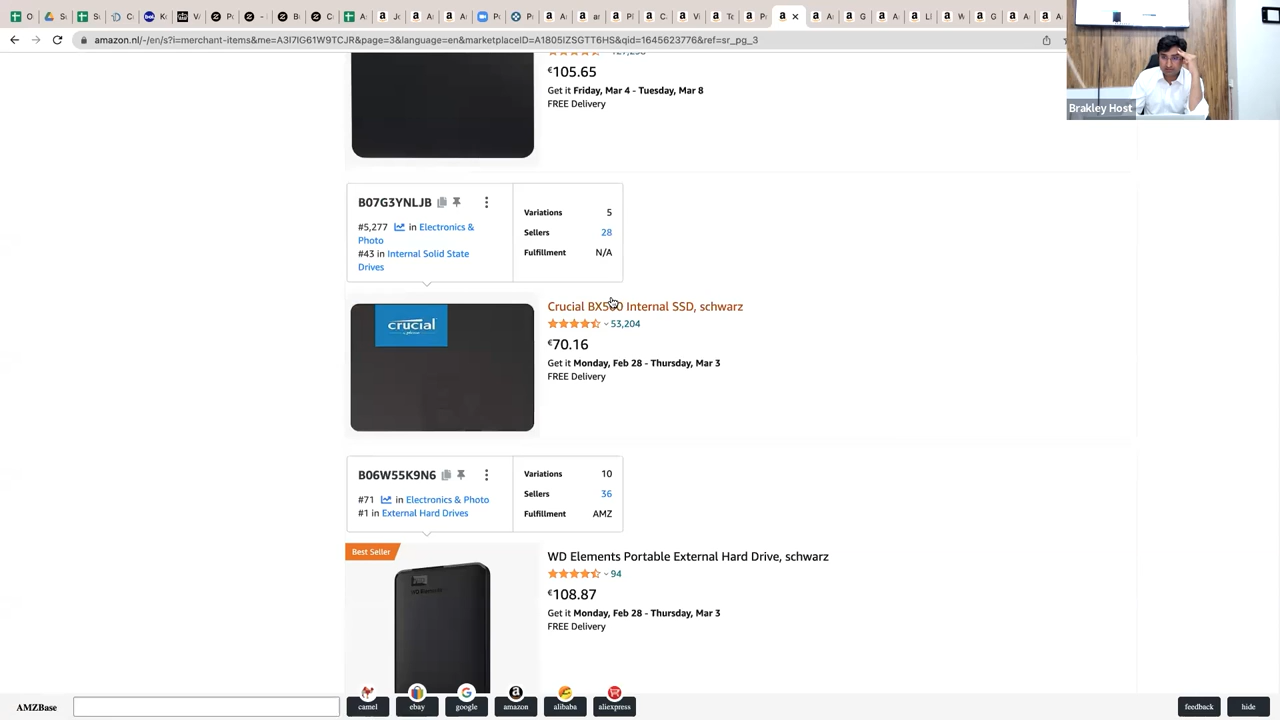 amazon.nl/-/en/s?i=merchant-items&me=A3I7IG61W9TCJR&page=3&language=en&marketplaceID=A1805IZSGTT6HS&qid=1645623776&ref=sr_pg_3
Brakley Host
€105.65
Get it Friday, Mar 4 - Tuesday, Mar 8
FREE Delivery
B07G3YNLJB
#5,277 in Electronics &
Photo
#43 in Internal Solid State
Drives
Variations 5
Sellers 28
Fulfillment N/A
crucial
Crucial BX500 Internal SSD, schwarz
53,204
€70.16
Get it Monday, Feb 28 - Thursday, Mar 3
FREE Delivery
B06W55K9N6
#71 in Electronics & Photo
#1 in External Hard Drives
Variations 10
Sellers 36
Fulfillment AMZ
Best Seller
WD Elements Portable External Hard Drive, schwarz
94
€108.87
Get it Monday, Feb 28 - Thursday, Mar 3
FREE Delivery
AMZBase
camel
ebay
google
amazon
alibaba
aliexpress
feedback
hide